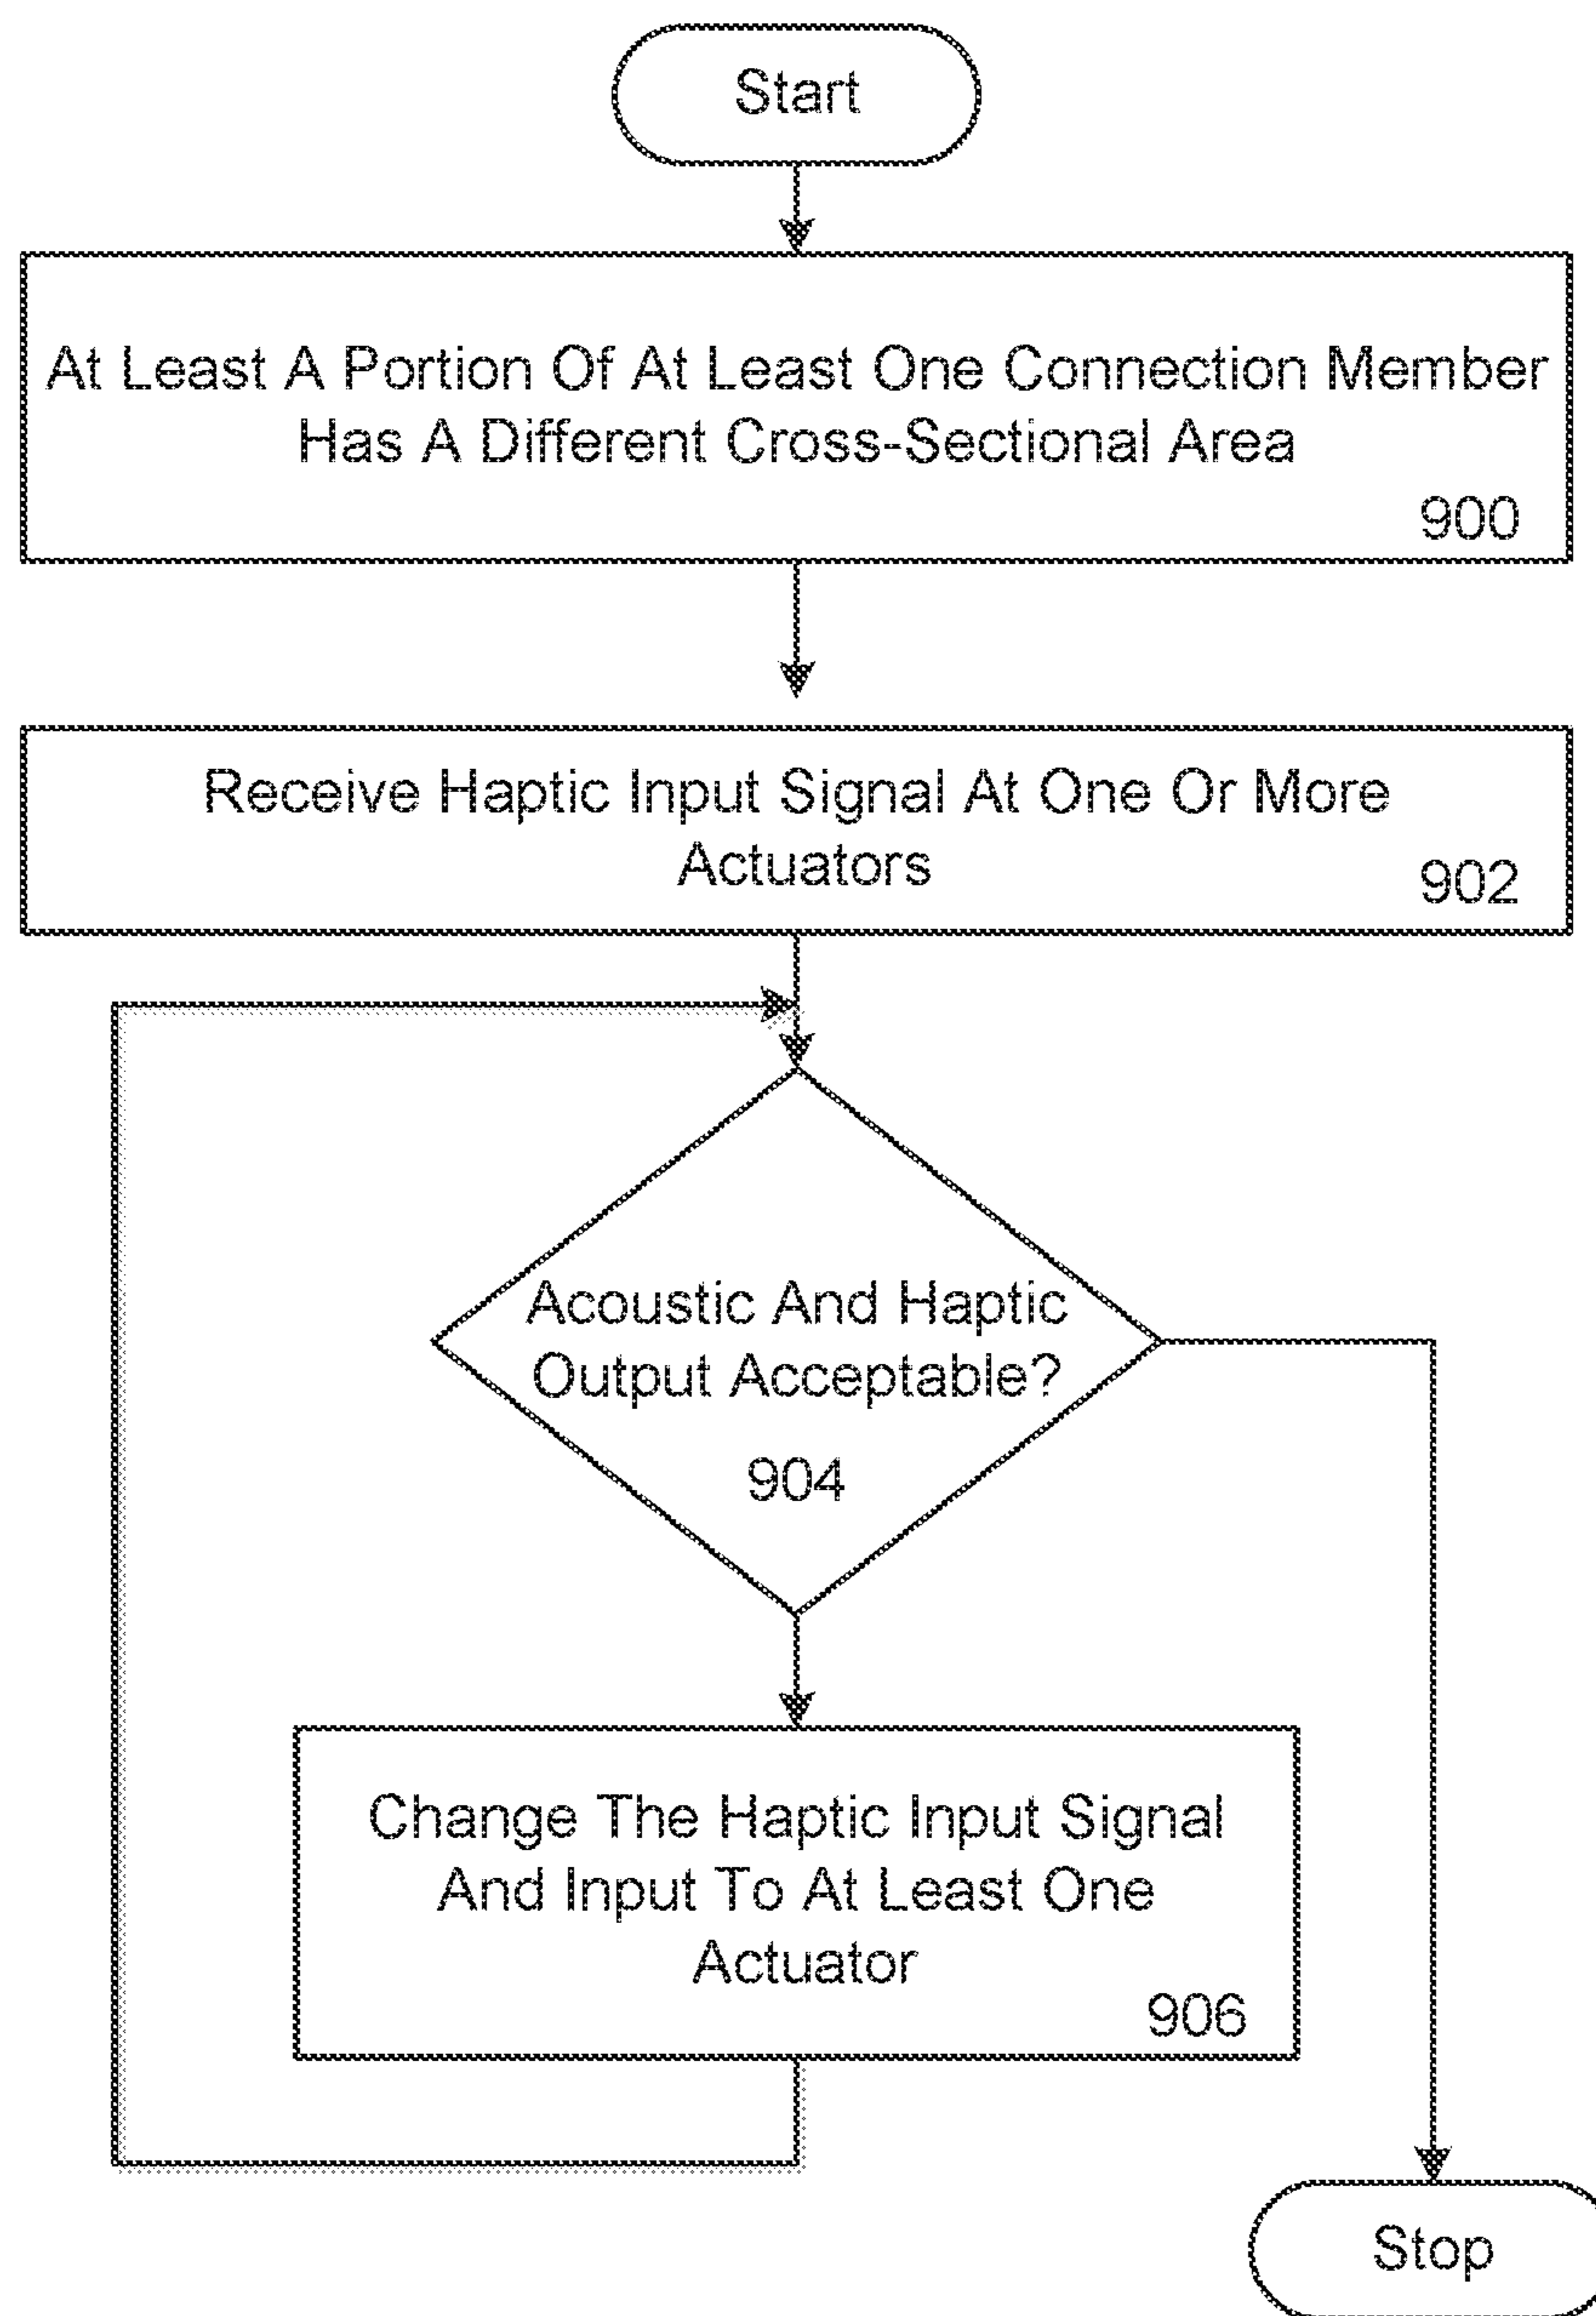 Start
At Least A Portion Of At Least One Connection Member
Has A Different Cross-Sectional Area
900
Receive Haptic Input Signal At One Or More
Actuators
902
Acoustic And Haptic
Output Acceptable?
904
Change The Haptic Input Signal
And Input To At Least One
Actuator
906
Stop